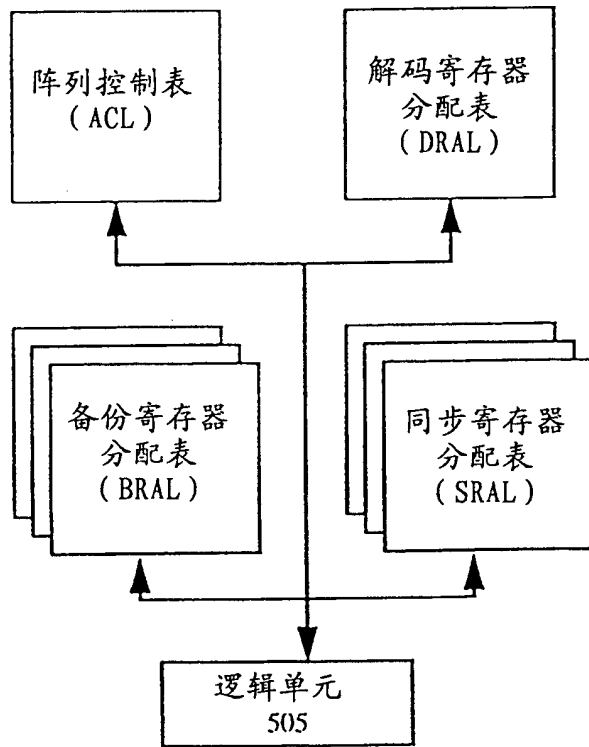 阵列控制表
(ACL)
解码寄存器
分配表
(DRAL)
备份寄存器
分配表
(BRAL)
同步寄存器
分配表
(SRAL)
逻辑单元
505